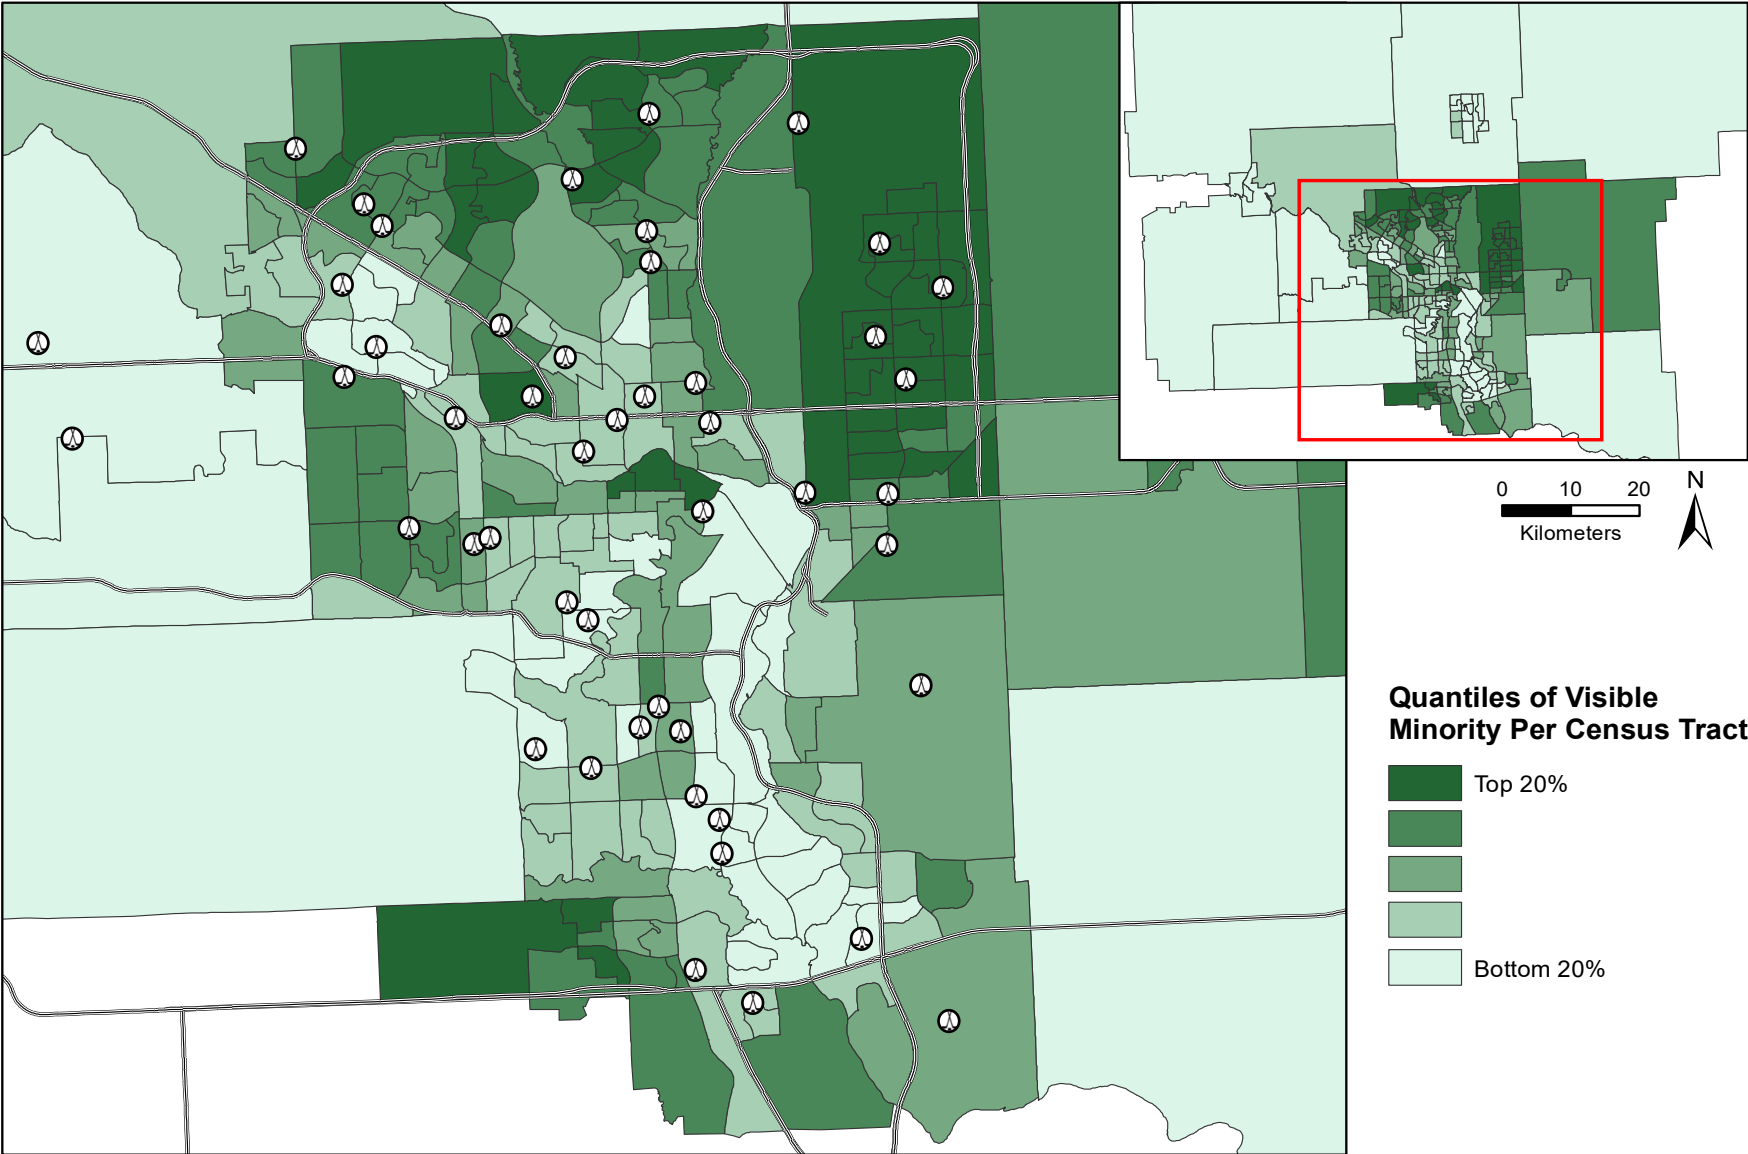 N
0 10 20
Kilometers
Quantiles of Visible
Minority Per Census Tract
Top 20%
Bottom 20%